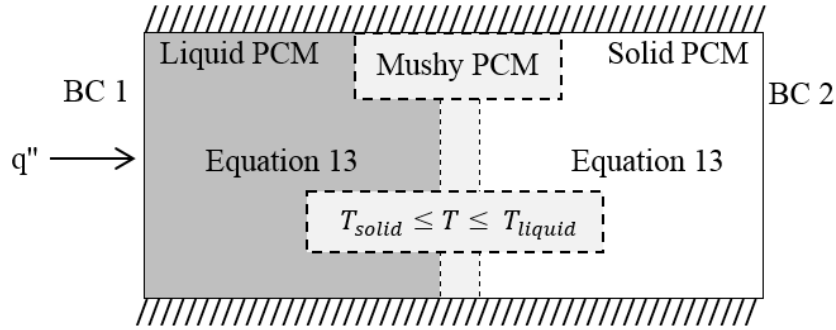 Liquid PCM
Mushy PCM
Solid PCM
BC 1
BC 2
q"
Equation 13
Equation 13
T_solid ≤ T ≤ T_liquid